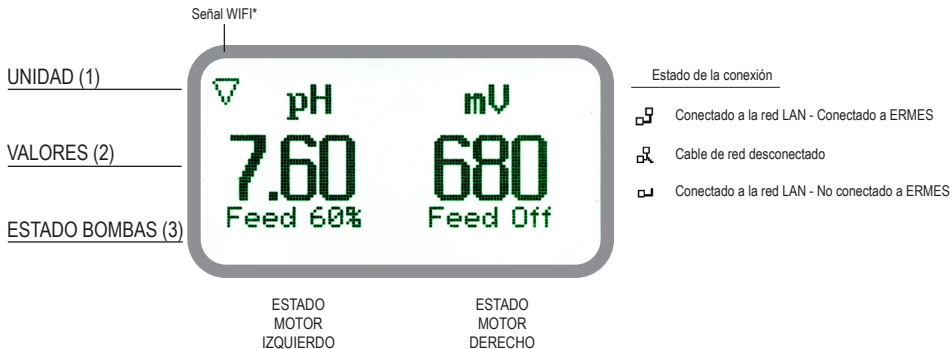 Señal WIFI*
UNIDAD (1)
VALORES (2)
ESTADO BOMBAS (3)
pH mV
7.60 680
Feed 60% Feed Off
ESTADO
MOTOR
IZQUIERDO
ESTADO
MOTOR
DERECHO
Estado de la conexión
Conectado a la red LAN - Conectado a ERMES
Cable de red desconectado
Conectado a la red LAN - No conectado a ERMES